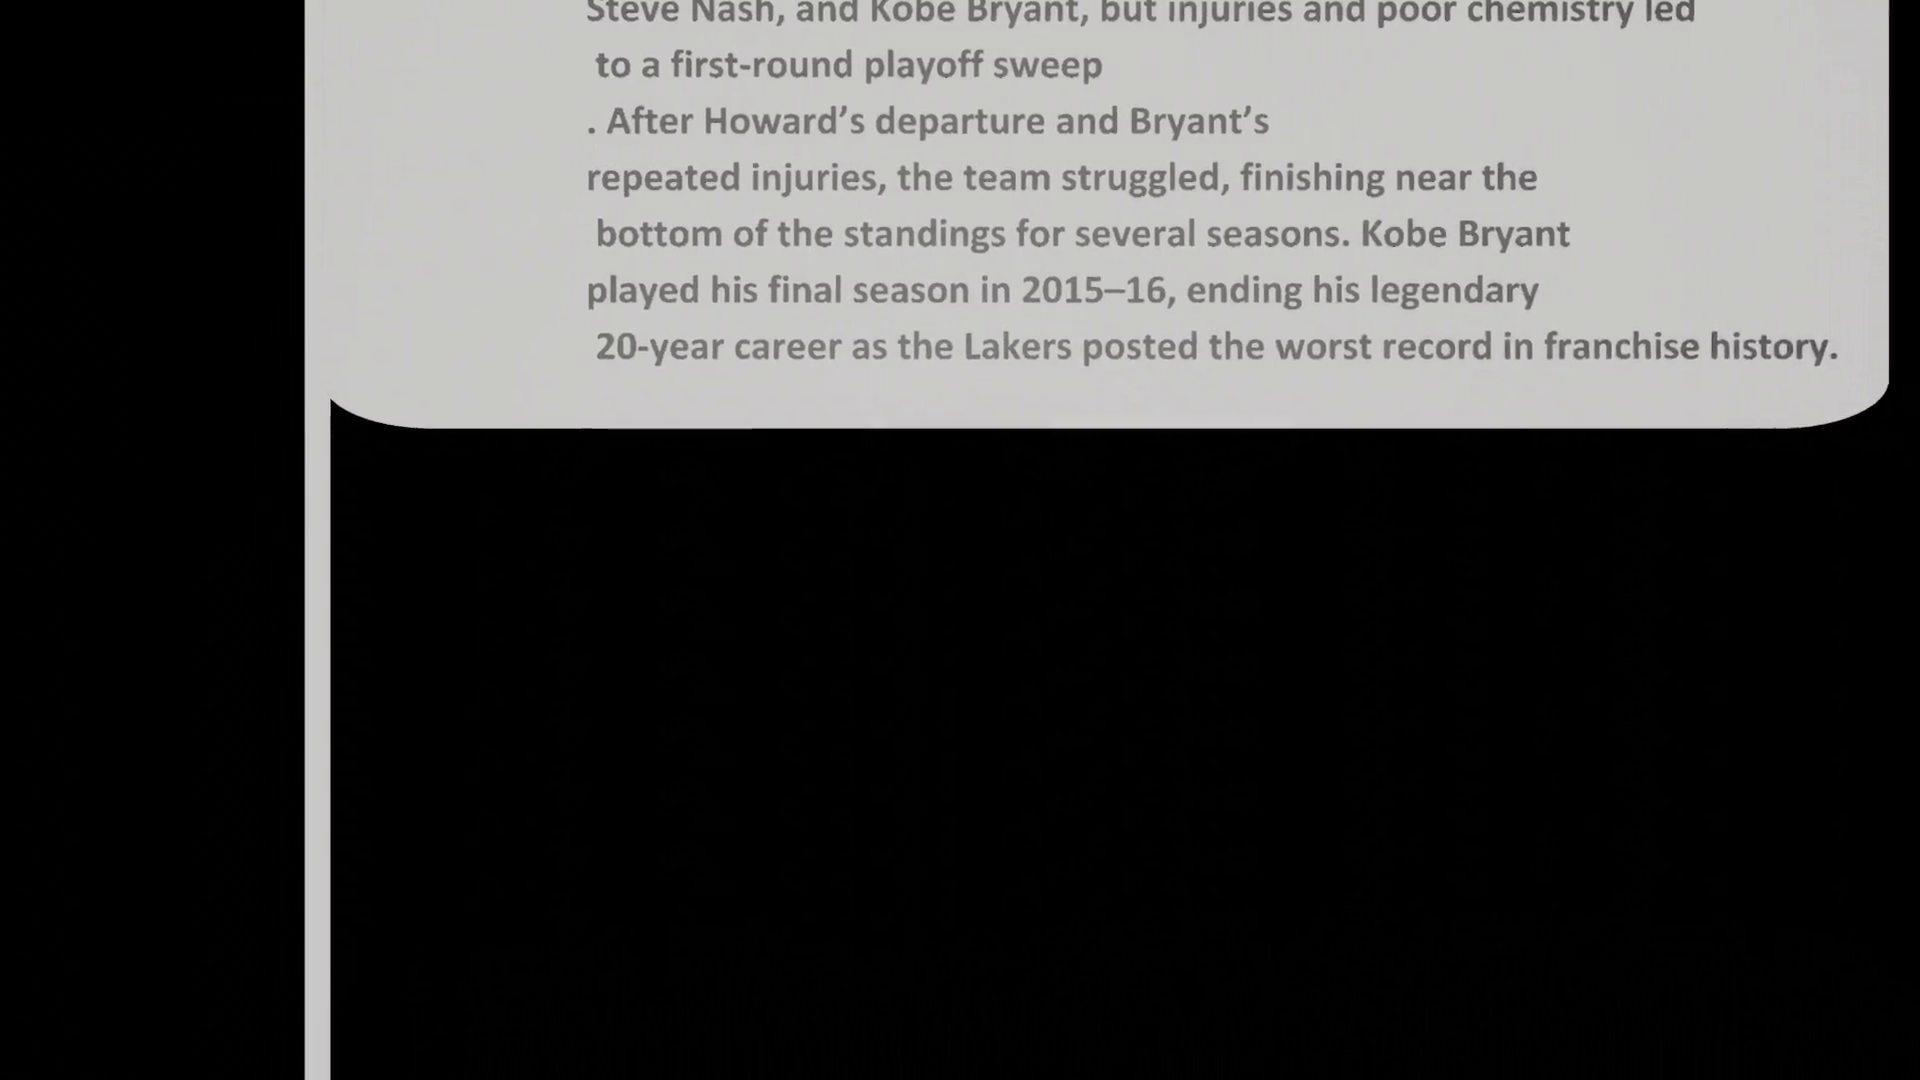 Steve Nash, and Kobe Bryant, but injuries and poor chemistry led
to a first-round playoff sweep
. After Howard’s departure and Bryant’s
repeated injuries, the team struggled, finishing near the
bottom of the standings for several seasons. Kobe Bryant
played his final season in 2015–16, ending his legendary
20-year career as the Lakers posted the worst record in franchise history.